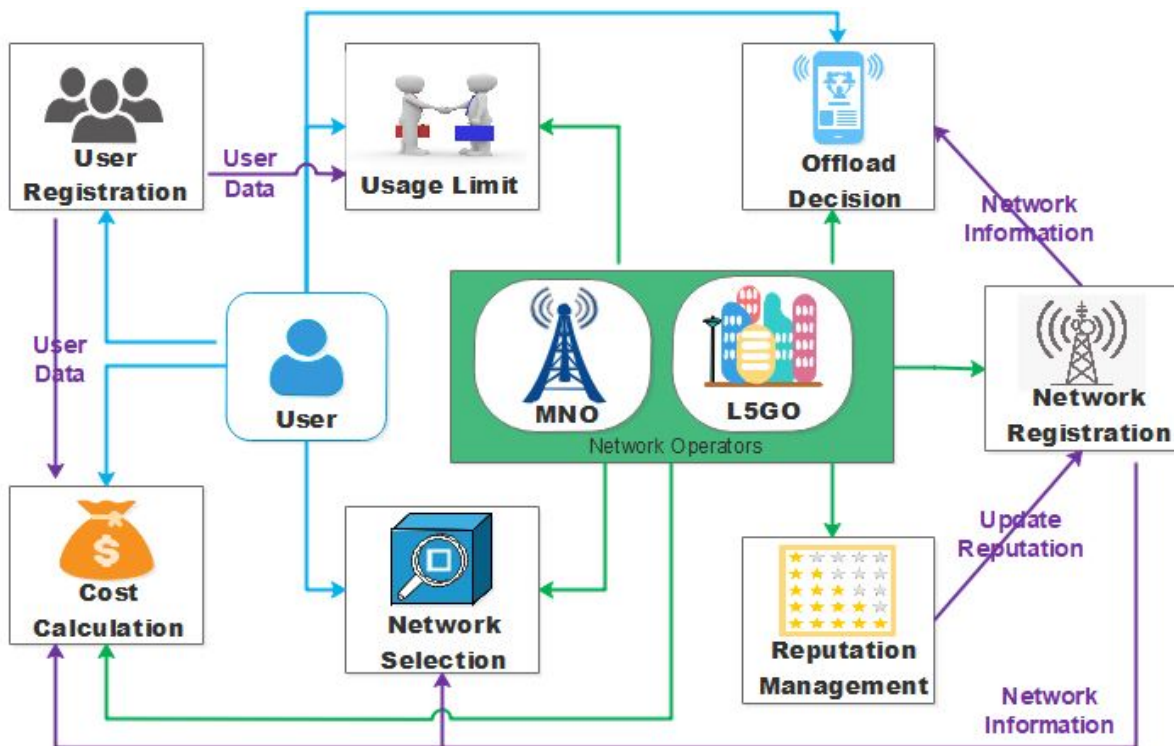 User
Registration
User
Data
Usage Limit
Offload
Decision
Network
Information
User
Data
User
MNO
L5GO
Network Operators
Network
Registration
$
Cost
Calculation
Network
Selection
Update
Reputation
Reputation
Management
Network
Information